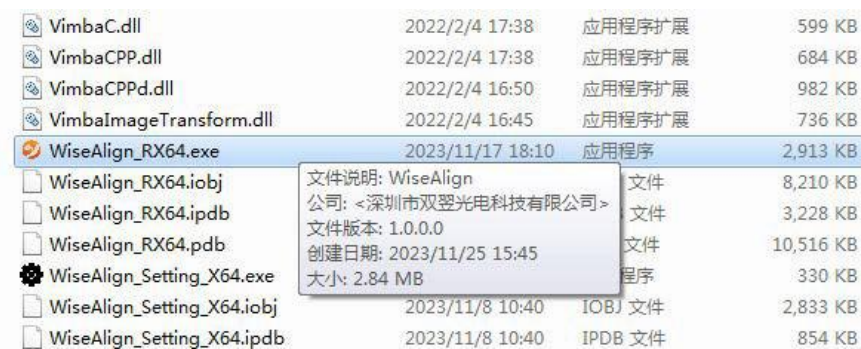 VimbaC.dll 2022/2/4 17:38 应用程序扩展 599 KB
VimbaCPP.dll 2022/2/4 17:38 应用程序扩展 684 KB
VimbaCPPd.dll 2022/2/4 16:50 应用程序扩展 982 KB
VimbaImageTransform.dll 2022/2/4 16:45 应用程序扩展 736 KB
WiseAlign_RX64.exe 2023/11/17 18:10 应用程序 2,913 KB
WiseAlign_RX64.iobj 文件 8,210 KB
WiseAlign_RX64.ipdb 文件 3,228 KB
WiseAlign_RX64.pdb 文件 10,516 KB
WiseAlign_Setting_X64.exe 程序 330 KB
文件说明: WiseAlign
公司: <深圳市双翌光电科技有限公司>
文件版本: 1.0.0.0
创建日期: 2023/11/25 15:45
大小: 2.84 MB
WiseAlign_Setting_X64.iobj 2023/11/8 10:40 IOBJ 文件 2,833 KB
WiseAlign_Setting_X64.ipdb 2023/11/8 10:40 IPDB 文件 854 KB